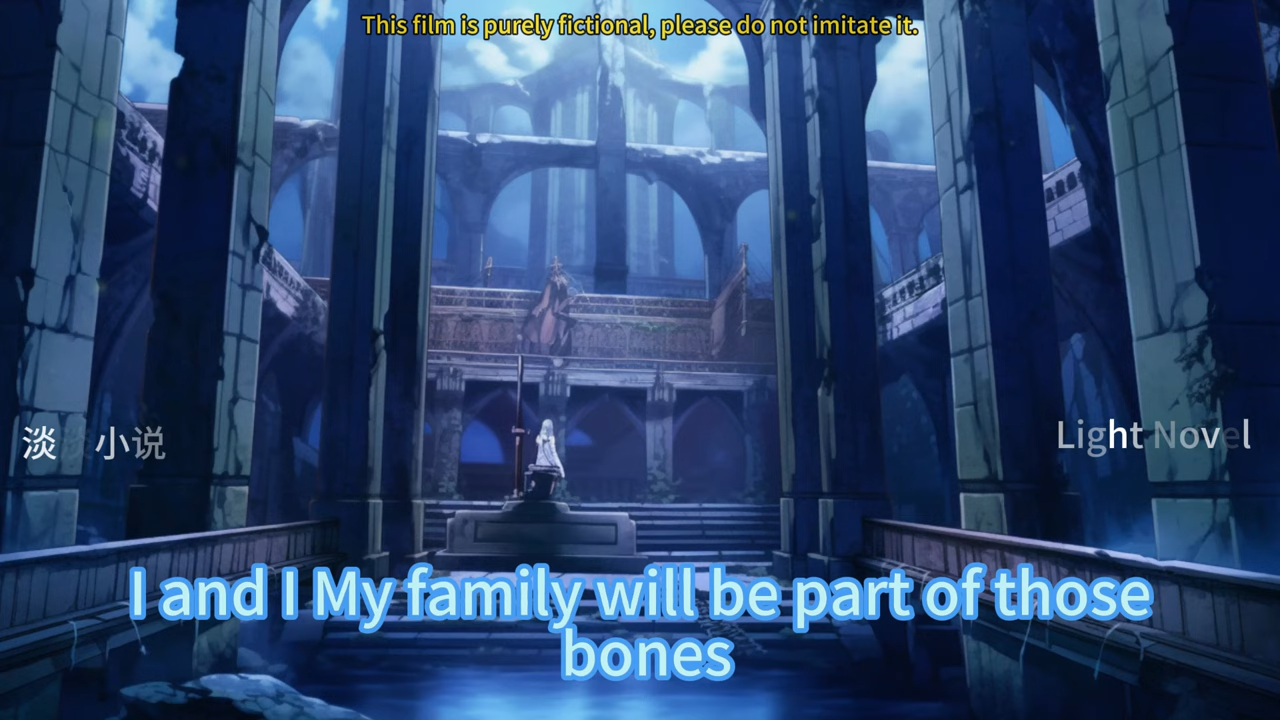 This film is purely fictional, please do not imitate it.
淡 小说
Light Novel
I and I My family will be part of those
bones